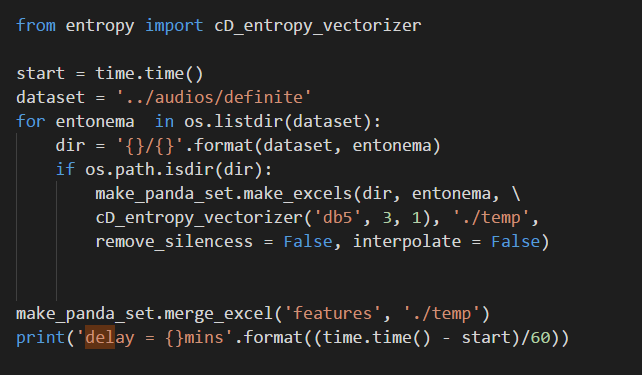 from entropy import cD_entropy_vectorizer
start = time.time()
dataset = '../audios/definite'
for entonema  in os.listdir(dataset):
    dir = '{}/{}'.format(dataset, entonema)
    if os.path.isdir(dir):
        make_panda_set.make_excels(dir, entonema, \
        cD_entropy_vectorizer('db5', 3, 1), './temp',
        remove_silencess = False, interpolate = False)
make_panda_set.merge_excel('features', './temp')
print('delay = {}mins'.format((time.time() - start)/60))